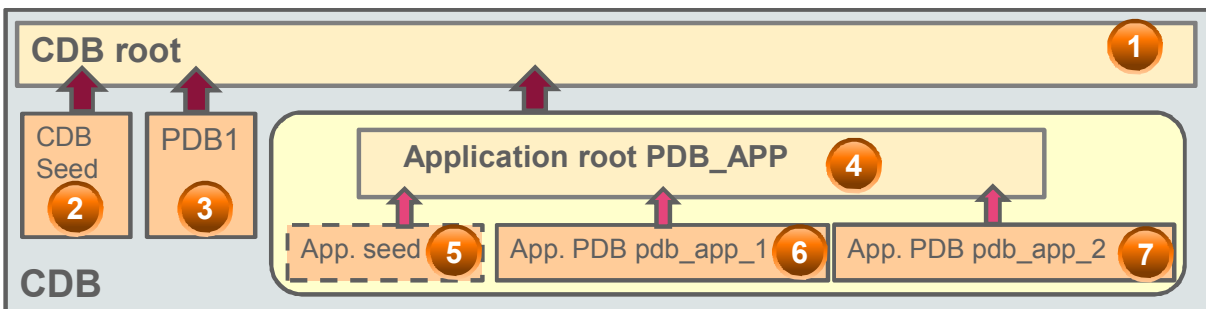 CDB root
1
CDB
Seed
2
PDB1
3
Application root PDB_APP
4
App. seed
5
App. PDB pdb_app_1
6
App. PDB pdb_app_2
7
CDB